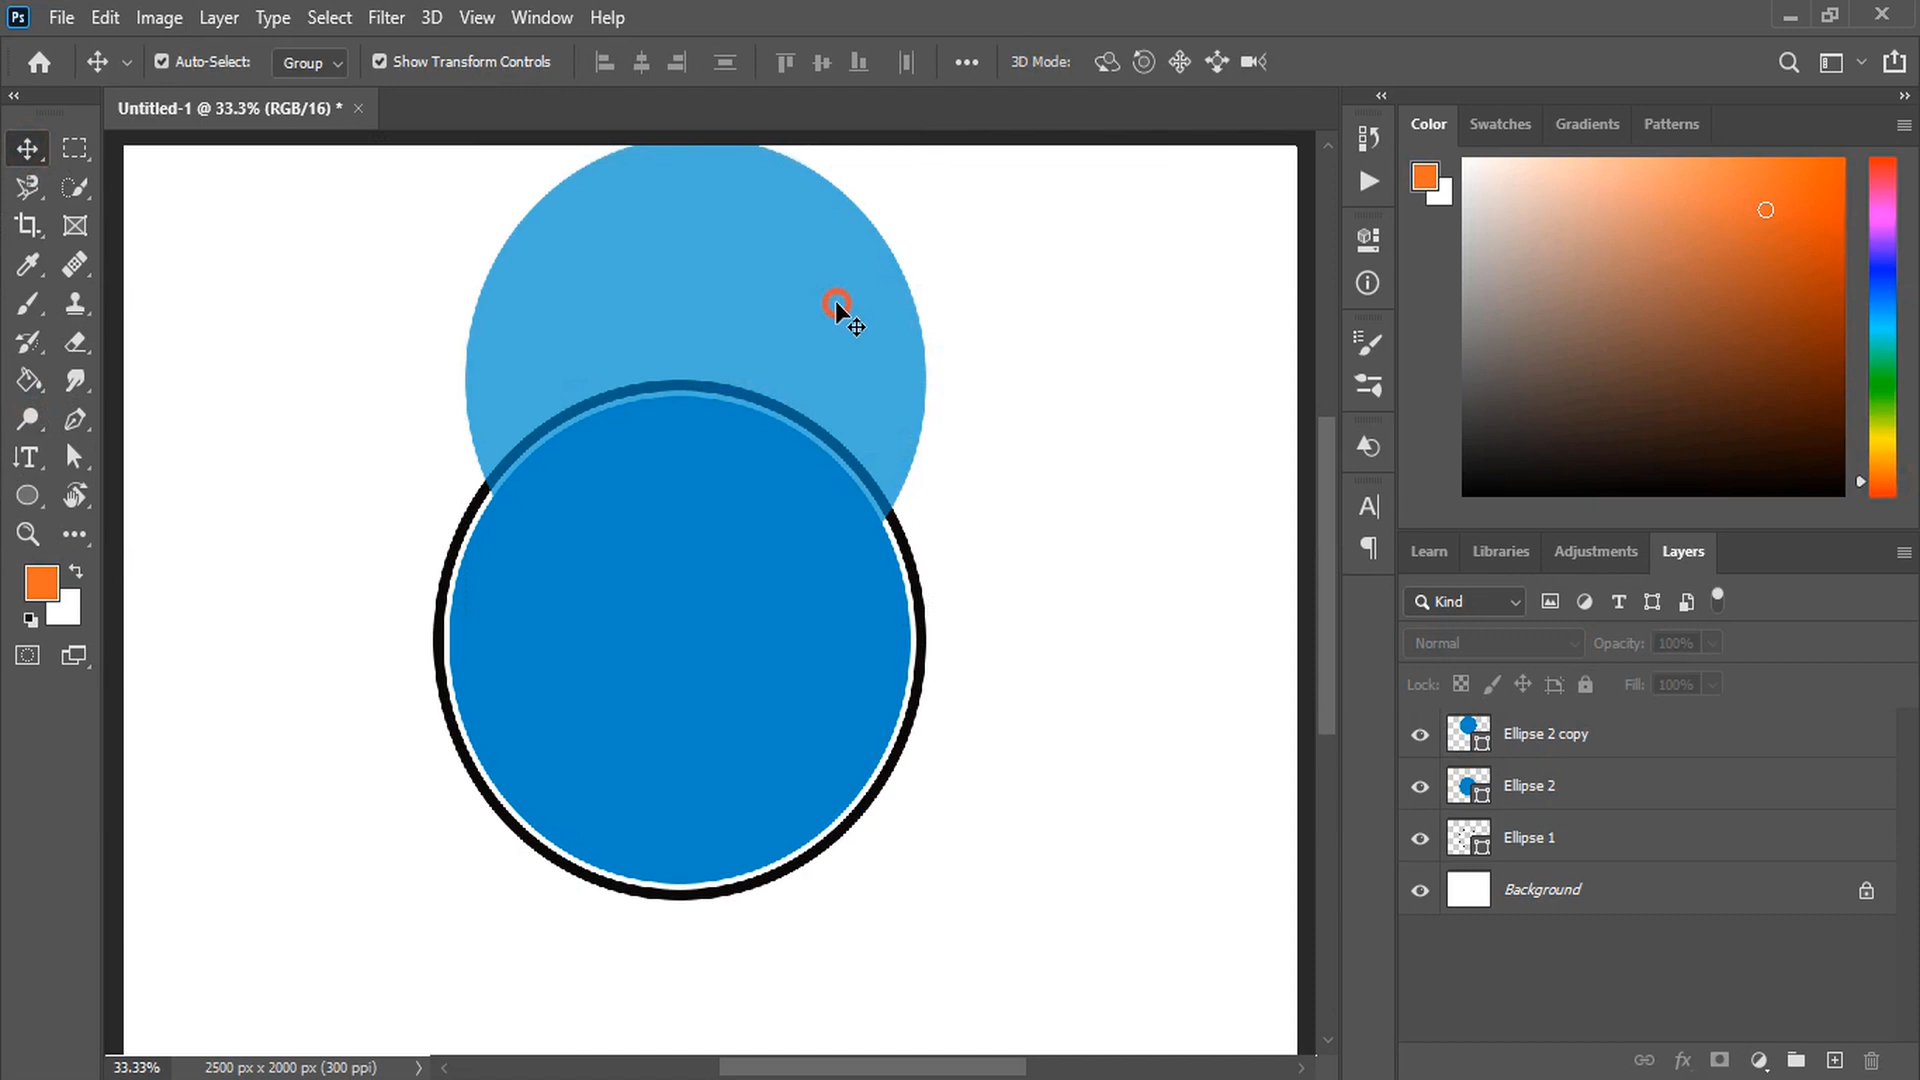 Ps File Edit Image Layer Type Select Filter 3D View Window Help
Auto-Select: Group Show Transform Controls 3D Mode:
Untitled-1 @ 33.3% (RGB/16) *
Color Swatches Gradients Patterns
Learn Libraries Adjustments Layers
Kind
Normal Opacity: 100%
Lock: Fill: 100%
Ellipse 2 copy
Ellipse 2
Ellipse 1
Background
33.33% 2500 px x 2000 px (300 ppi)